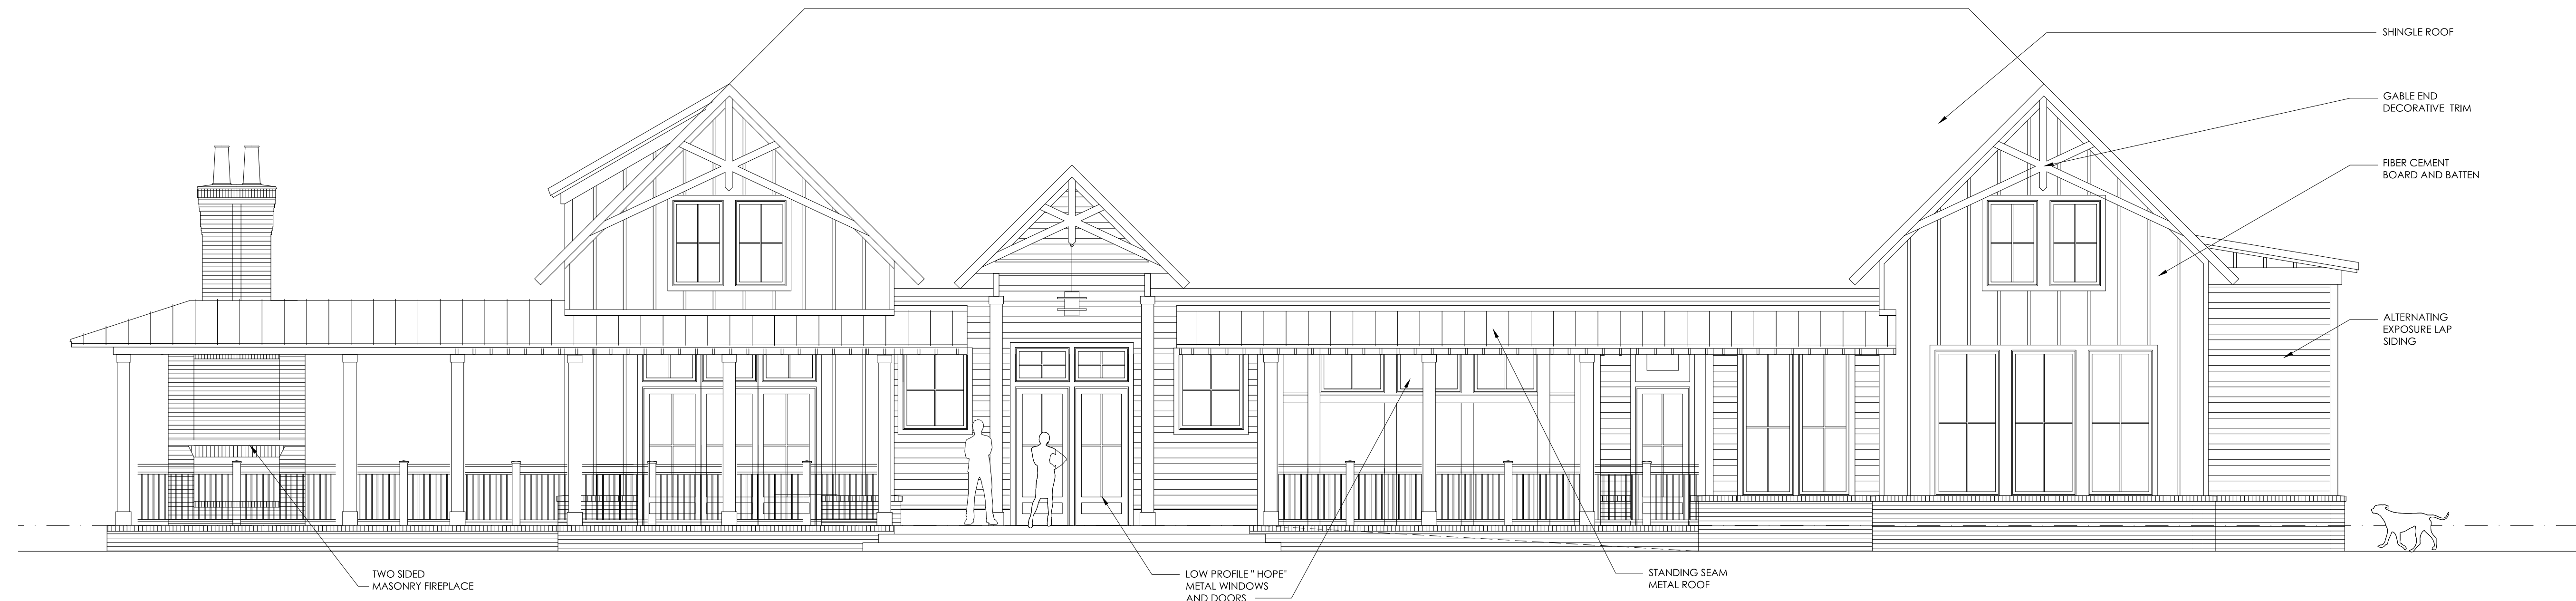 SHINGLE ROOF
GABLE END
DECORATIVE TRIM
FIBER CEMENT
BOARD AND BATTEN
ALTERNATING
EXPOSURE LAP
SIDING
TWO SIDED
MASONRY FIREPLACE
LOW PROFILE " HOPE"
METAL WINDOWS
AND DOORS
STANDING SEAM
METAL ROOF